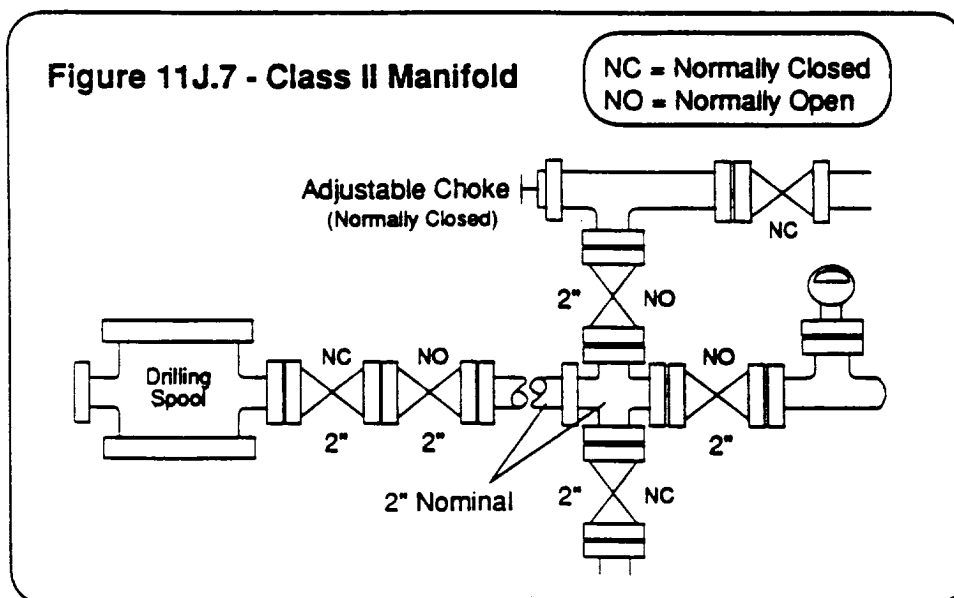 Figure 11J.7 - Class II Manifold
NC = Normally Closed
NO = Normally Open
Adjustable Choke
(Normally Closed)
NC
2" NO
NC NO NO
Drilling
Spool
2" 2" 2"
2" Nominal
2" NC